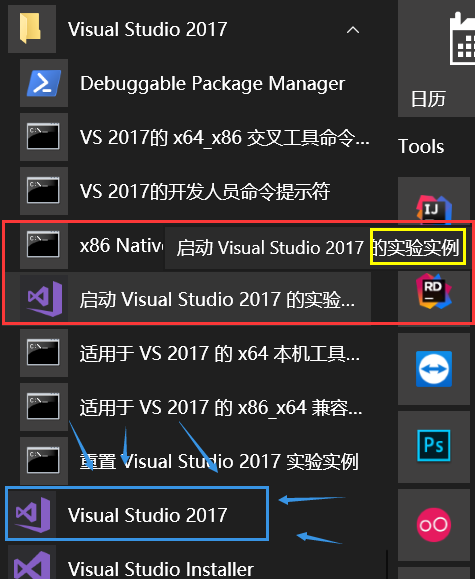 Visual Studio 2017
Debuggable Package Manager
日历
VS 2017的 x64_x86 交叉工具命令...
Tools
VS 2017的开发人员命令提示符
IJ
x86 Native
启动 Visual Studio 2017 的实验实例
启动 Visual Studio 2017 的实验...
RD
适用于 VS 2017 的 x64 本机工具...
适用于 VS 2017 的 x86_x64 兼容...
Ps
重置 Visual Studio 2017 实验实例
Visual Studio 2017
Visual Studio Installer